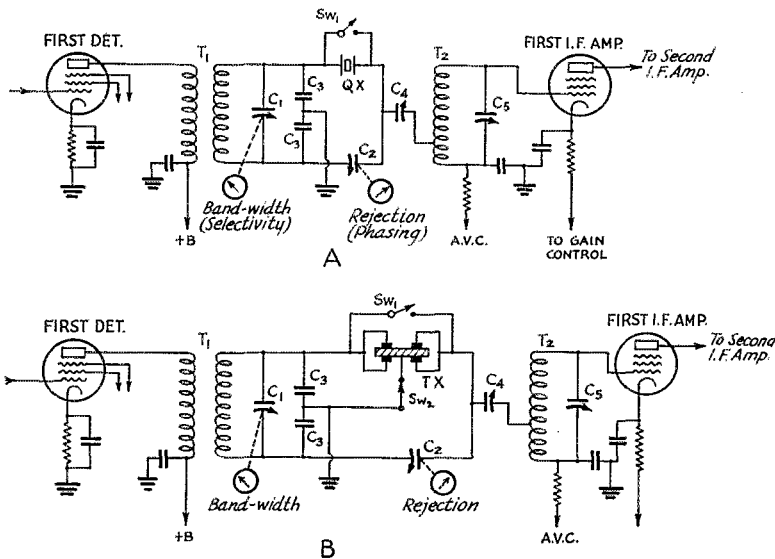 SW1
FIRST DET.
T1
T2
FIRST I.F. AMP.
To Second
I.F. Amp.
C3
QX
C1
C4
C5
C3
C2
Band-width
(Selectivity)
Rejection
(Phasing)
+B
A.V.C.
TO GAIN
CONTROL
A
SW1
FIRST DET.
T1
T2
FIRST I.F. AMP.
To Second
I.F. Amp.
C3
TX
C1
SW2
C4
C5
C3
C2
Band-width
Rejection
+B
A.V.C.
B